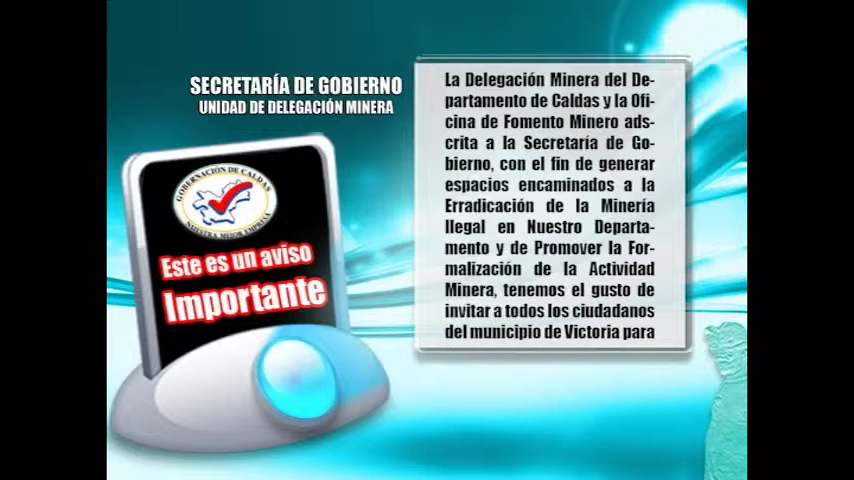 SECRETARÍA DE GOBIERNO
UNIDAD DE DELEGACIÓN MINERA
GOBERNACIÓN DE CALDAS
NUESTRA MEJOR EMPRESA
Este es un aviso
Importante
La Delegación Minera del De-
partamento de Caldas y la Ofi-
cina de Fomento Minero ads-
crita a la Secretaría de Go-
bierno, con el fin de generar
espacios encaminados a la
Erradicación de la Minería
Ilegal en Nuestro Departa-
mento y de Promover la For-
malización de la Actividad
Minera, tenemos el gusto de
invitar a todos los ciudadanos
del municipio de Victoria para